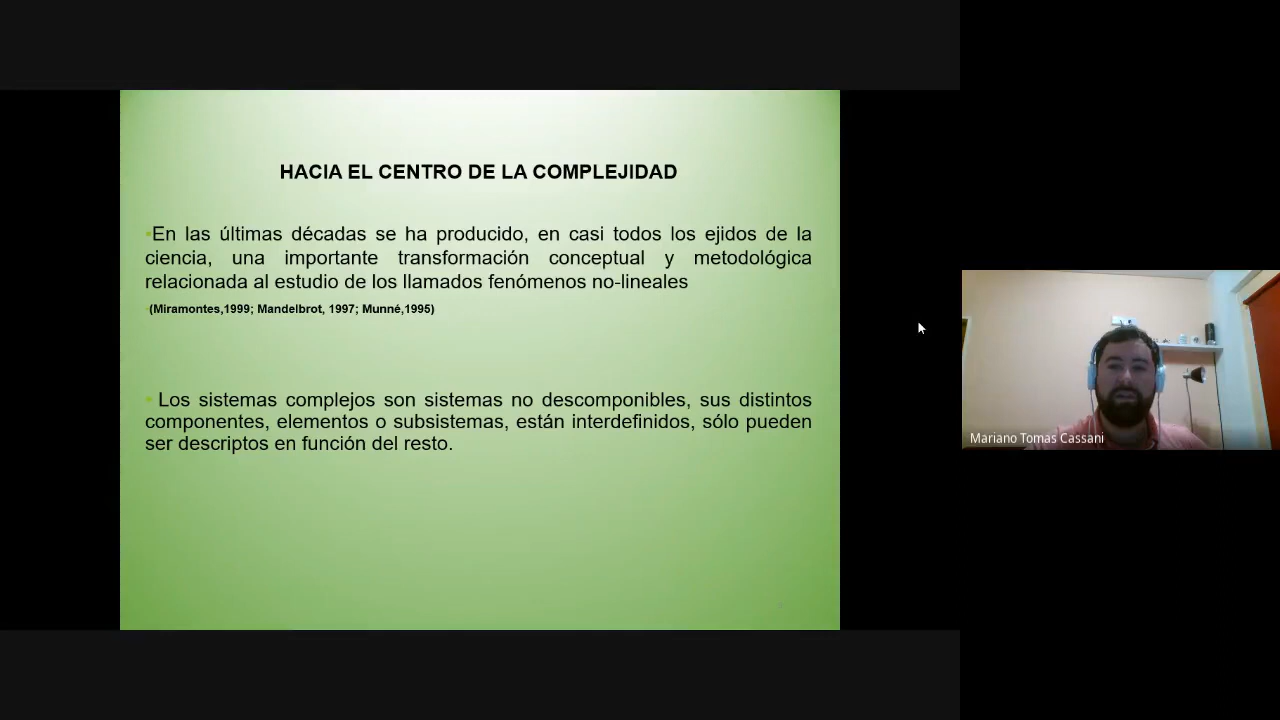 HACIA EL CENTRO DE LA COMPLEJIDAD
En las últimas décadas se ha producido, en casi todos los ejidos de la
ciencia, una importante transformación conceptual y metodológica
relacionada al estudio de los llamados fenómenos no-lineales
(Miramontes,1999; Mandelbrot, 1997; Munné,1995)
Los sistemas complejos son sistemas no descomponibles, sus distintos
componentes, elementos o subsistemas, están interdefinidos, sólo pueden
ser descriptos en función del resto.
Mariano Tomas Cassani